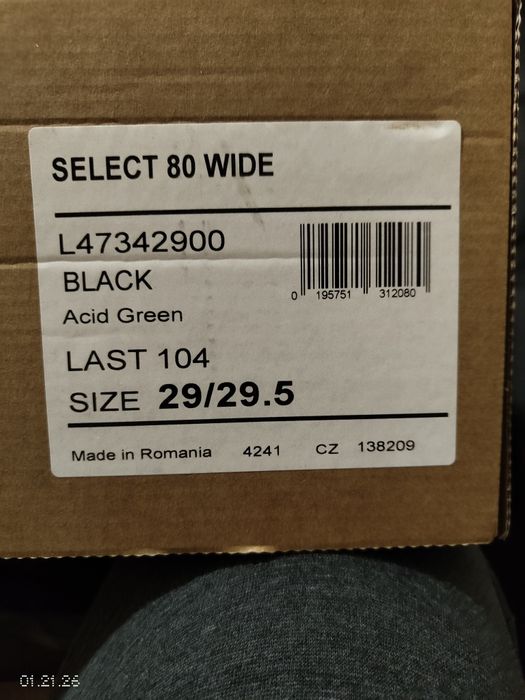 SELECT 80 WIDE
L47342900
BLACK
Acid Green
0 195751 312080
LAST 104
SIZE 29/29.5
Made in Romania 4241 CZ 138209
01.21.26